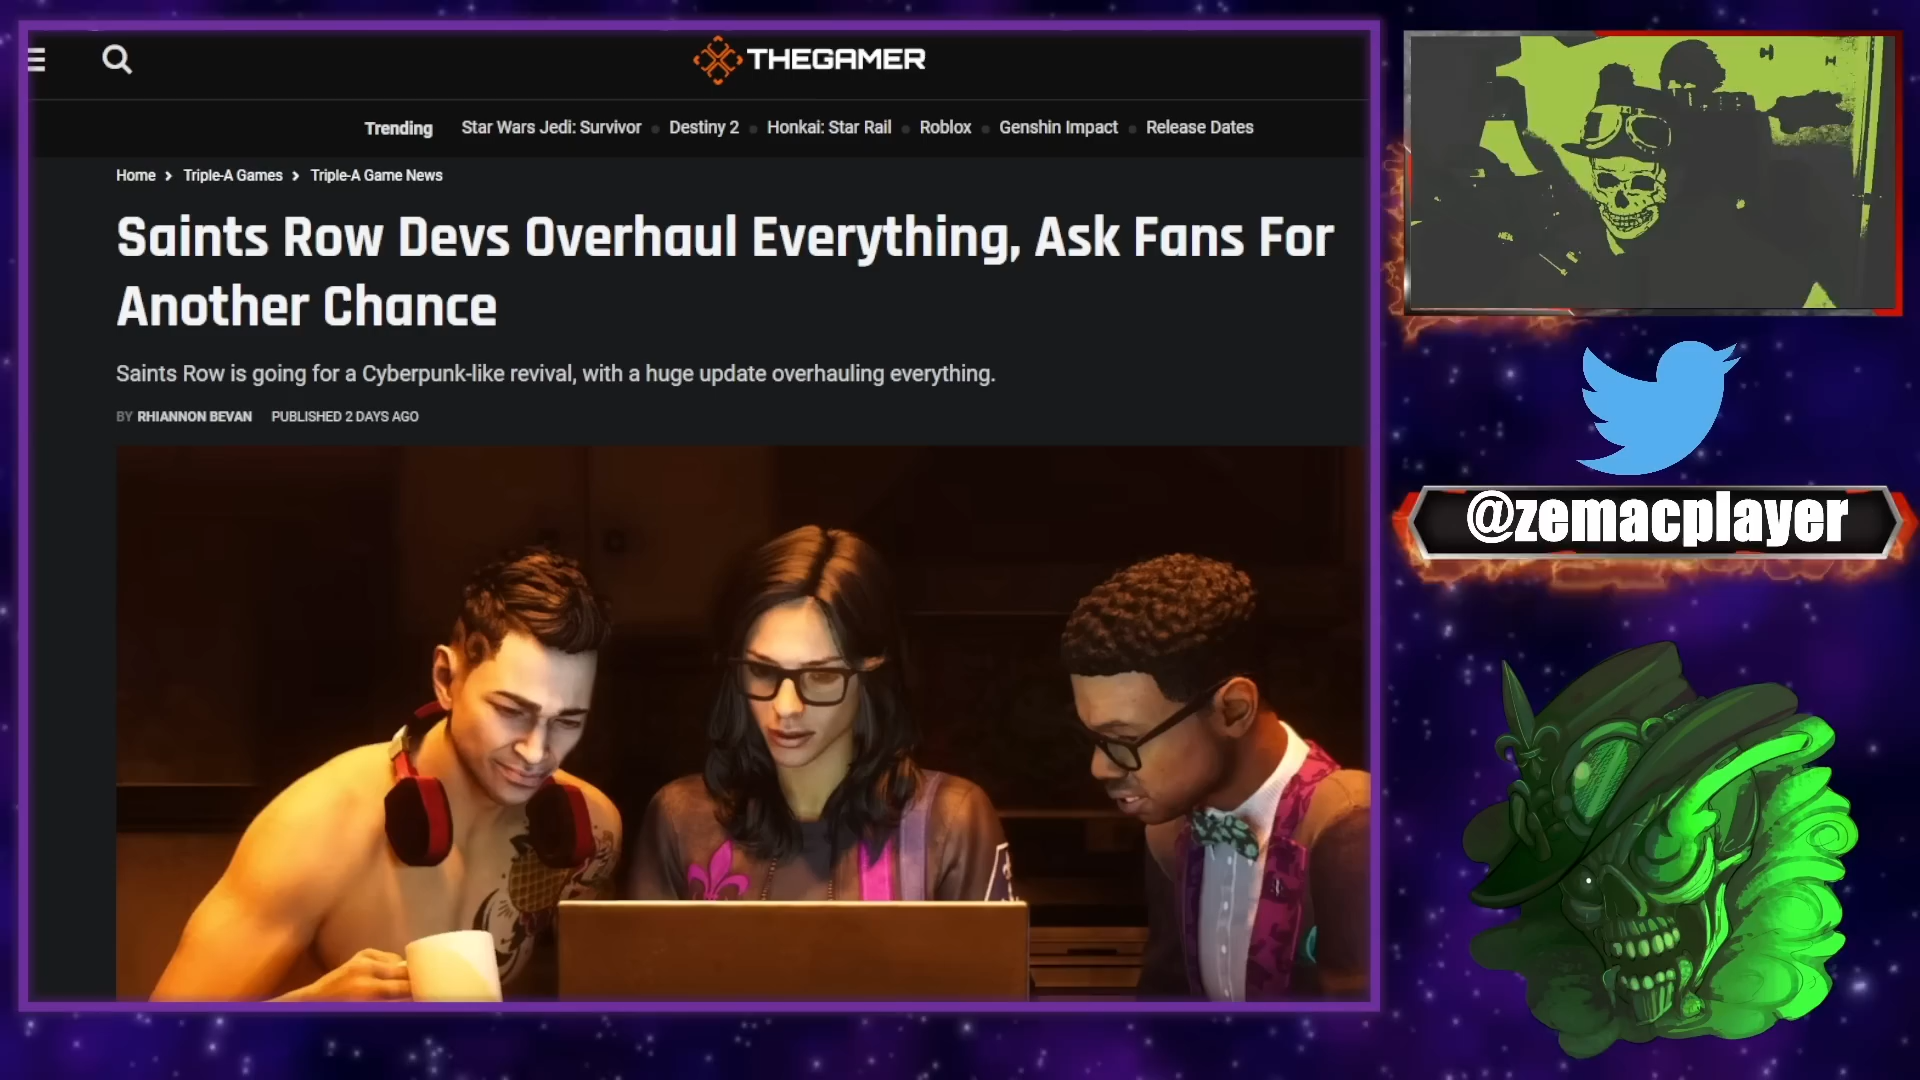 THEGAMER
Trending Star Wars Jedi: Survivor Destiny 2 Honkai: Star Rail Roblox Genshin Impact Release Dates
Home > Triple-A Games > Triple-A Game News
Saints Row Devs Overhaul Everything, Ask Fans For
Another Chance
Saints Row is going for a Cyberpunk-like revival, with a huge update overhauling everything.
BY RHIANNON BEVAN PUBLISHED 2 DAYS AGO
@zemacplayer